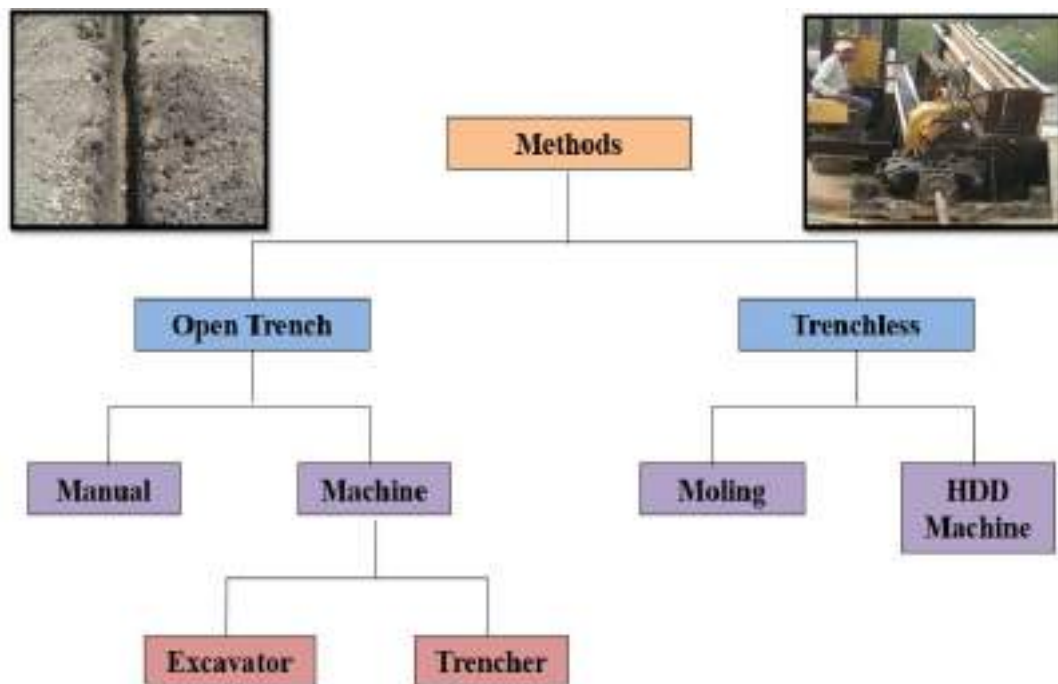 Methods
Open Trench
Trenchless
Manual
Machine
Moling
HDD
Machine
Excavator
Trencher